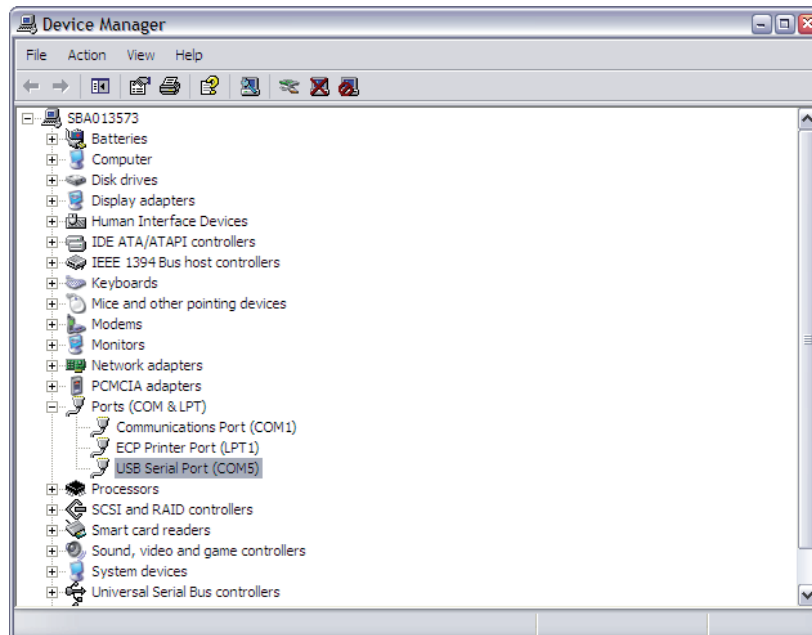 Device Manager
File Action View Help
SBA013573
Batteries
Computer
Disk drives
Display adapters
Human Interface Devices
IDE ATA/ATAPI controllers
IEEE 1394 Bus host controllers
Keyboards
Mice and other pointing devices
Modems
Monitors
Network adapters
PCMCIA adapters
Ports (COM & LPT)
Communications Port (COM1)
ECP Printer Port (LPT1)
USB Serial Port (COM5)
Processors
SCSI and RAID controllers
Smart card readers
Sound, video and game controllers
System devices
Universal Serial Bus controllers